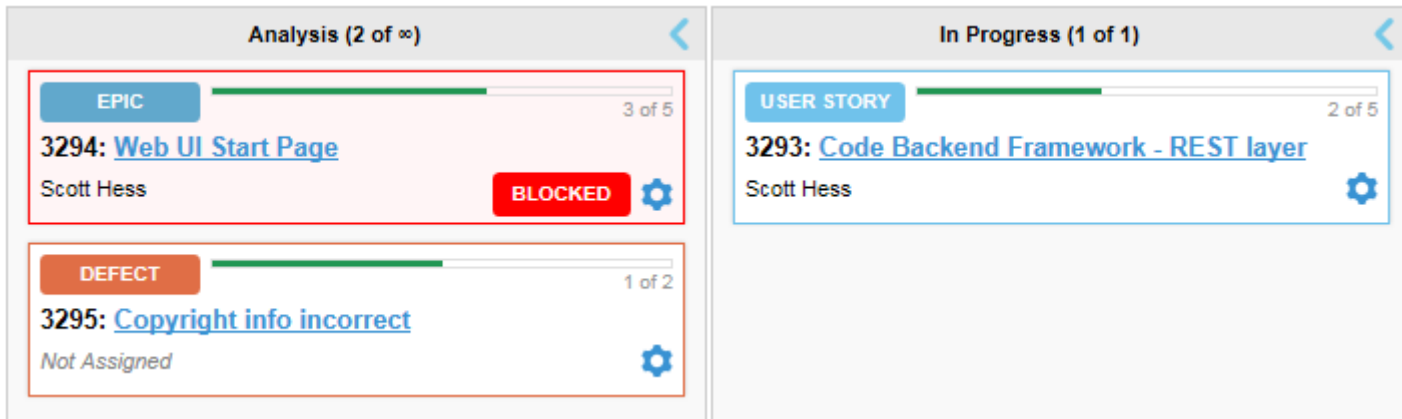 Analysis (2 of ∞)
EPIC
3 of 5
3294: Web UI Start Page
Scott Hess
BLOCKED
DEFECT
1 of 2
3295: Copyright info incorrect
Not Assigned
In Progress (1 of 1)
USER STORY
2 of 5
3293: Code Backend Framework - REST layer
Scott Hess